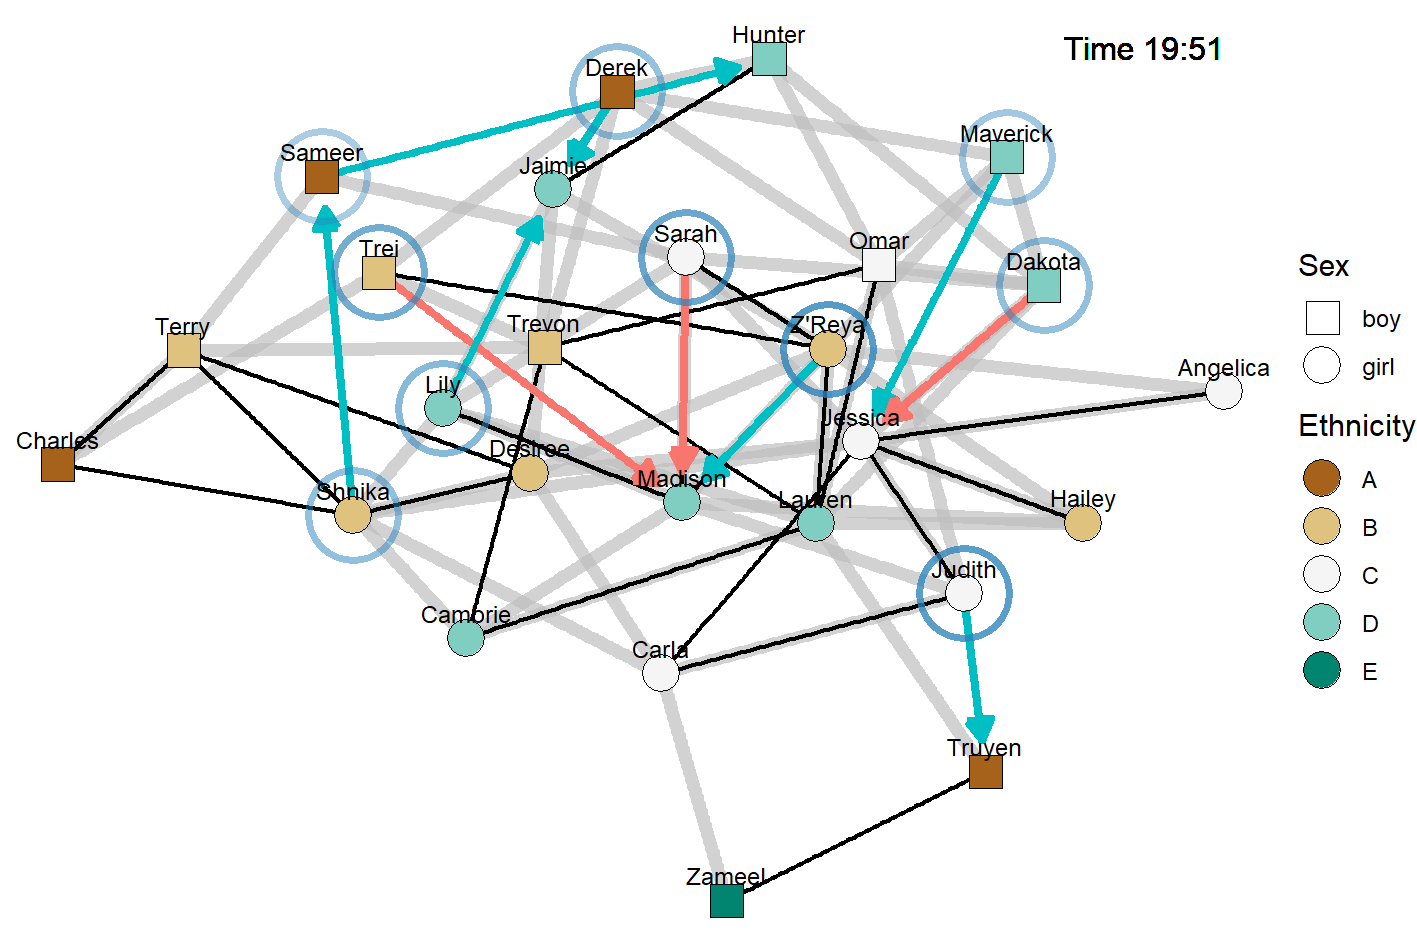 Time 19:51
Hunter
Derek
Maverick
Sameer
Jaimie
Sarah
Omar
Trei
Dakota
Terry
Trevon
Z'Reya
Angelica
Lily
Jessica
Charles
Desiree
Madison
Shnika
Lauren
Hailey
Judith
Camorie
Carla
Truyen
Zameel
Sex
boy
girl
Ethnicity
A
B
C
D
E